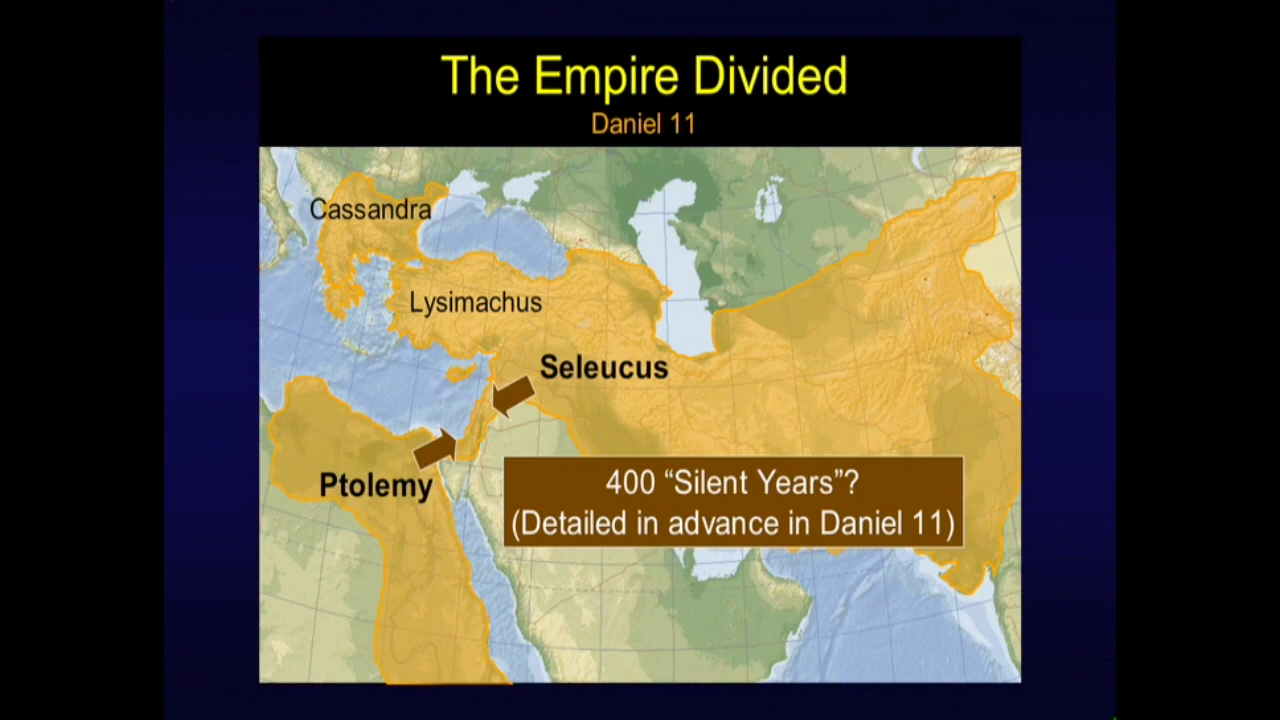 The Empire Divided
Daniel 11
Cassandra
Lysimachus
Seleucus
Ptolemy
400 “Silent Years”?
(Detailed in advance in Daniel 11)